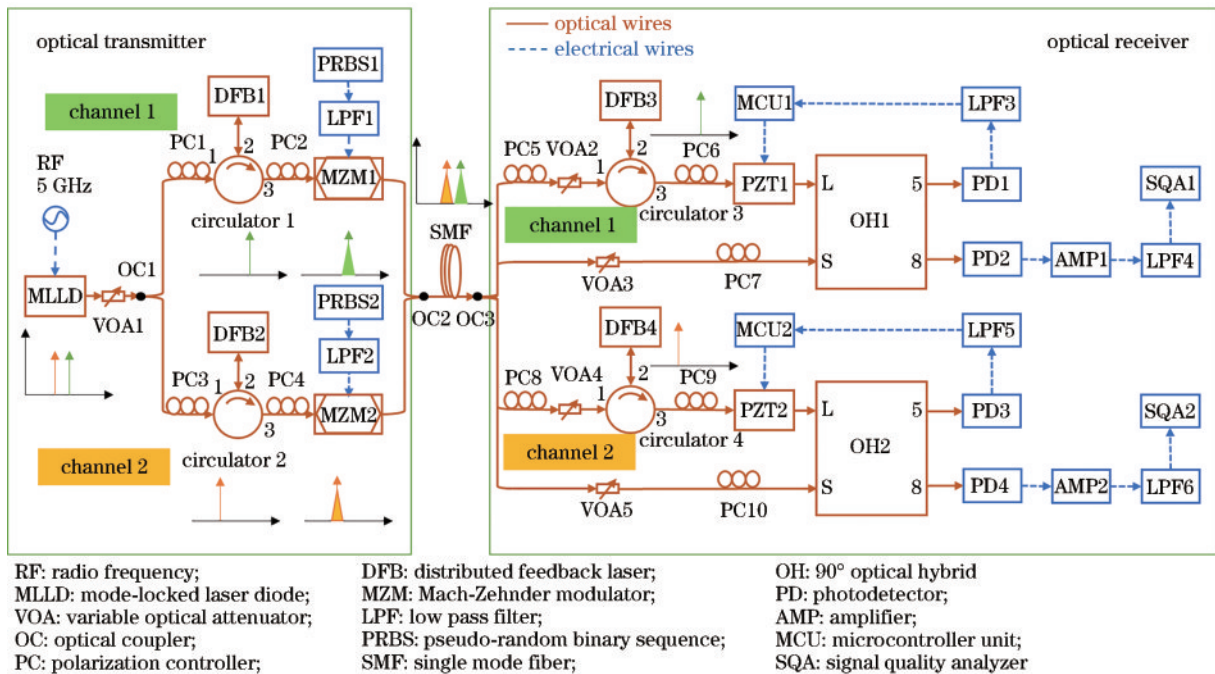 optical transmitter
optical wires
electrical wires
optical receiver
channel 1
RF
5 GHz
MLLD
VOA1
OC1
PC1
1
2
3
DFB1
circulator 1
PC2
PRBS1
LPF1
MZM1
PC3
1
2
3
DFB2
circulator 2
PC4
PRBS2
LPF2
MZM2
channel 2
SMF
OC2
OC3
PC5
VOA2
1
2
3
DFB3
circulator 3
channel 1
PC6
MCU1
PZT1
L
S
OH1
5
8
LPF3
PD1
PD2
AMP1
LPF4
SQA1
VOA3
PC7
PC8
VOA4
1
2
3
DFB4
circulator 4
channel 2
PC9
MCU2
PZT2
L
S
OH2
5
8
LPF5
PD3
PD4
AMP2
LPF6
SQA2
VOA5
PC10
RF: radio frequency;
MLLD: mode-locked laser diode;
VOA: variable optical attenuator;
OC: optical coupler;
PC: polarization controller;
DFB: distributed feedback laser;
MZM: Mach-Zehnder modulator;
LPF: low pass filter;
PRBS: pseudo-random binary sequence;
SMF: single mode fiber;
OH: 90° optical hybrid
PD: photodetector;
AMP: amplifier;
MCU: microcontroller unit;
SQA: signal quality analyzer